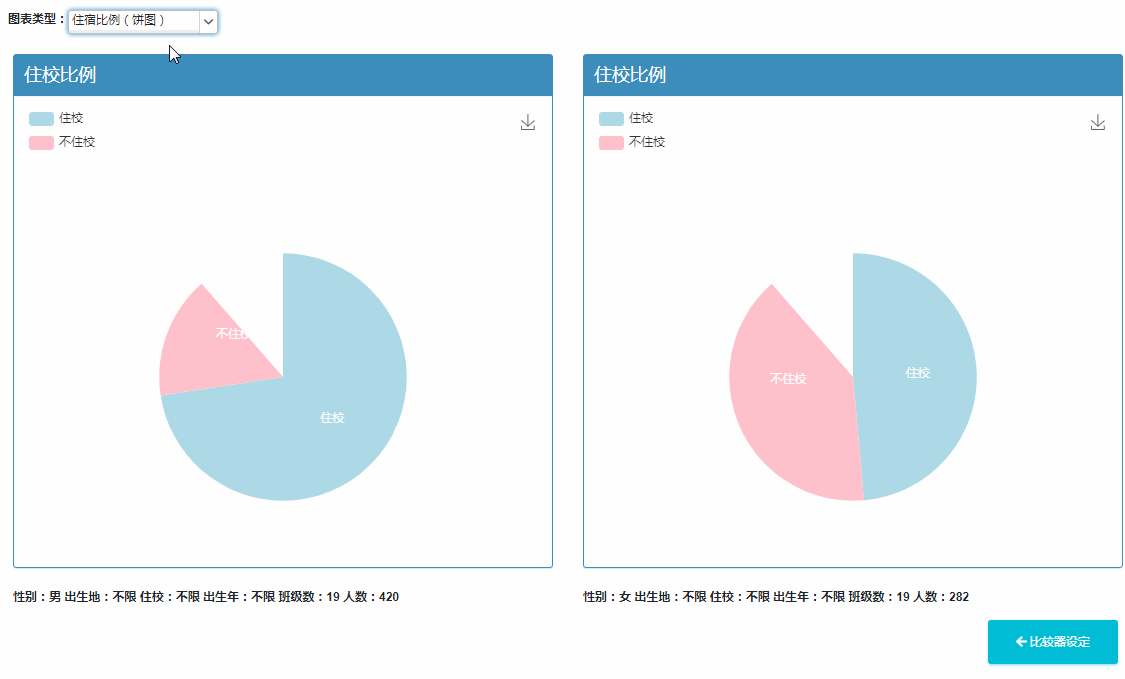 图表类型：住宿比例（饼图）
住校比例
住校
不住校
不住校
住校
性别：男 出生地：不限 住校：不限 出生年：不限 班级数：19 人数：420
住校比例
住校
不住校
不住校
住校
性别：女 出生地：不限 住校：不限 出生年：不限 班级数：19 人数：282
比较器设定